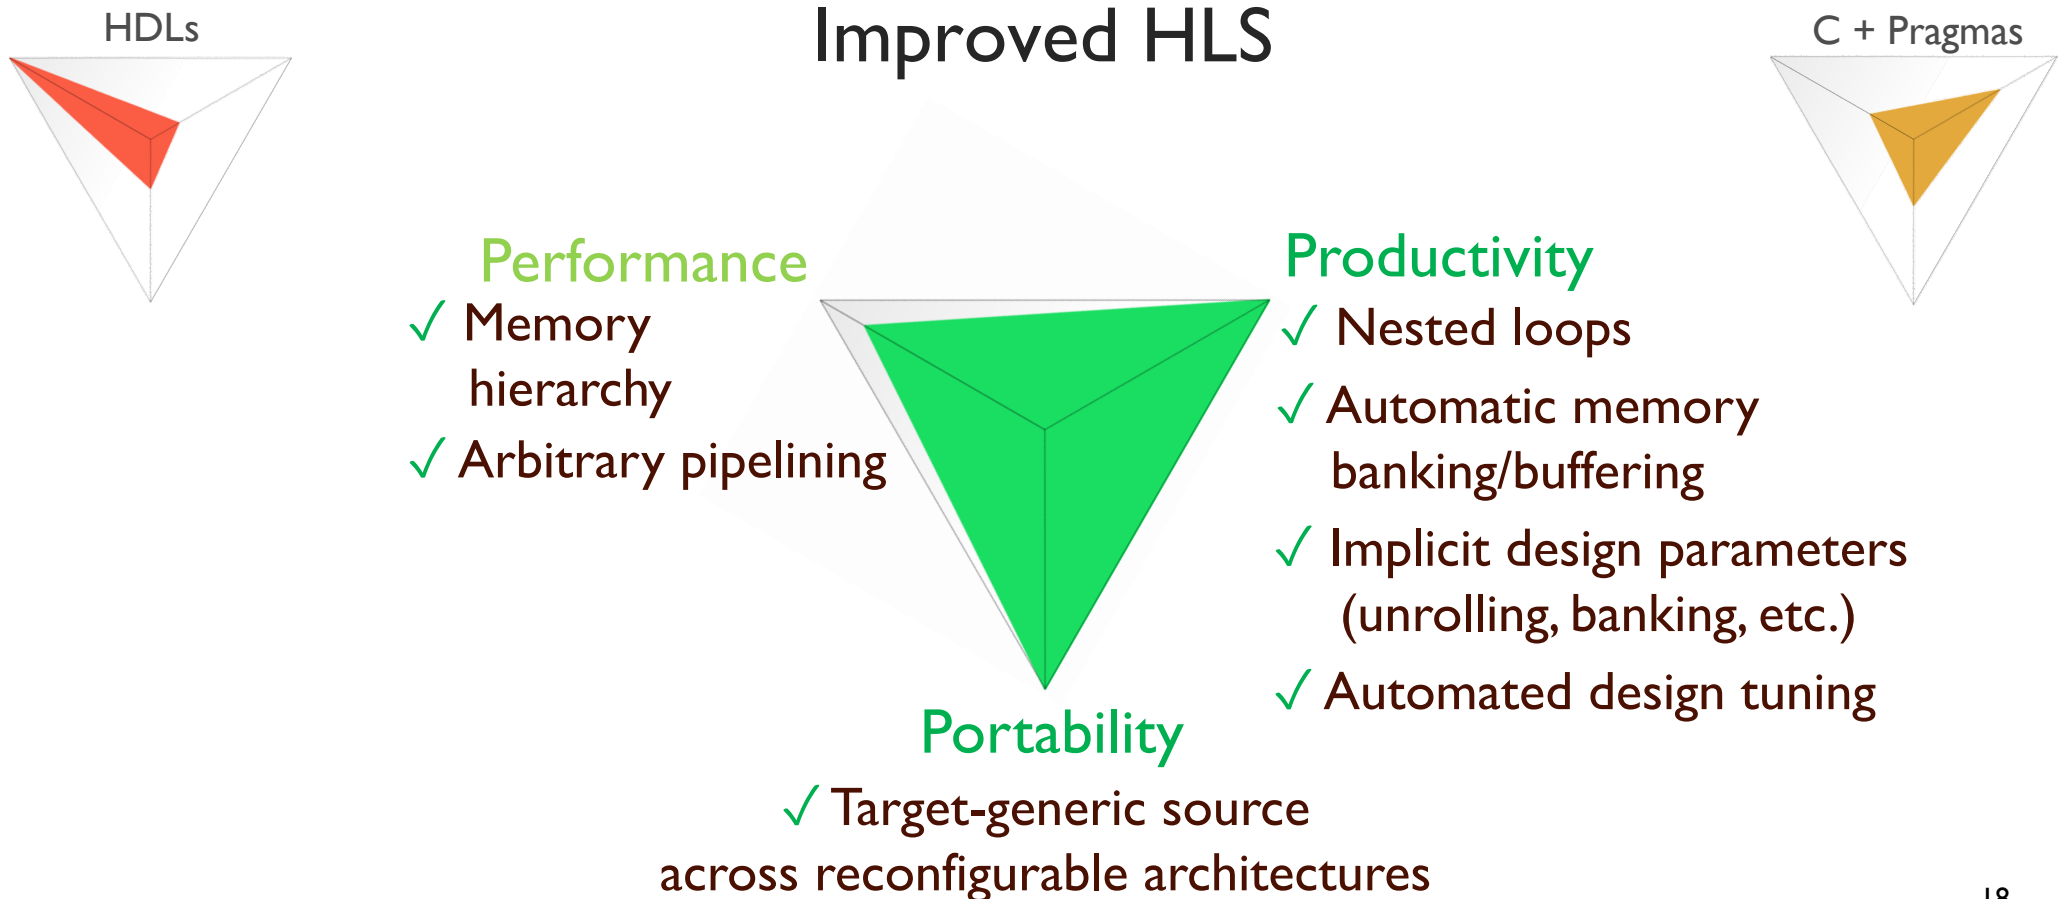 HDLs
Improved HLS
C + Pragmas
Performance
✓ Memory
hierarchy
✓ Arbitrary pipelining
Productivity
✓ Nested loops
✓ Automatic memory
banking/buffering
✓ Implicit design parameters
(unrolling, banking, etc.)
✓ Automated design tuning
Portability
✓ Target-generic source
across reconfigurable architectures
18